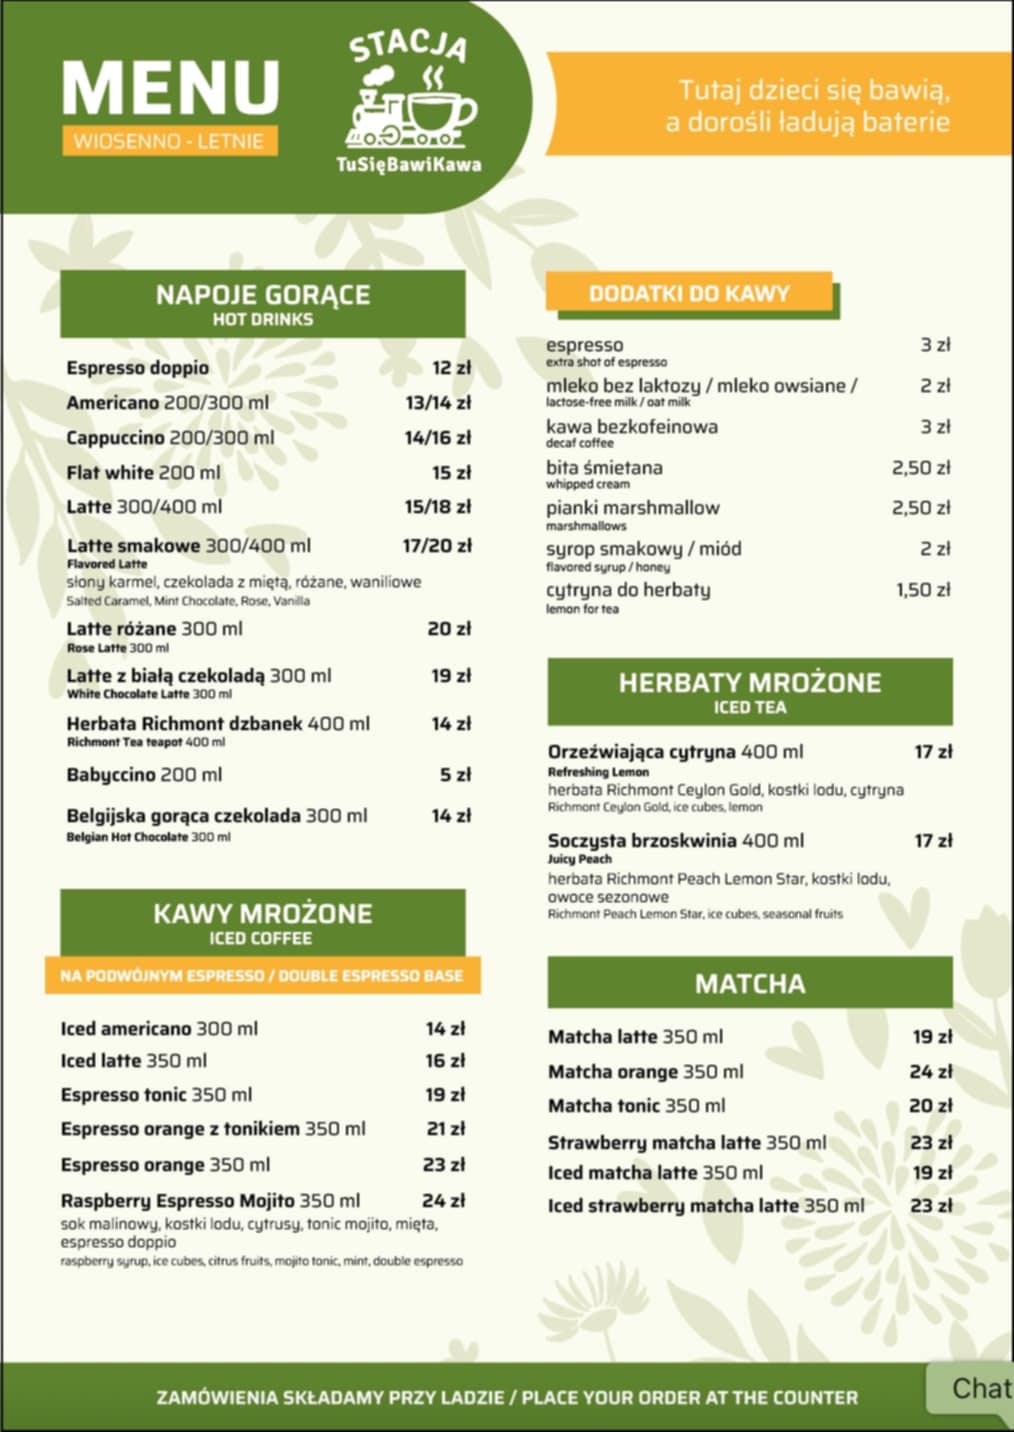 MENU
WIOSENNO - LETNIE
STACJA
TuSięBawiKawa
Tutaj dzieci się bawią,
a dorośli ładują baterie
NAPOJE GORĄCE
HOT DRINKS
Espresso doppio 12 zł
Americano 200/300 ml 13/14 zł
Cappuccino 200/300 ml 14/16 zł
Flat white 200 ml 15 zł
Latte 300/400 ml 15/18 zł
Latte smakowe 300/400 ml 17/20 zł
Flavored Latte
słony karmel, czekolada z miętą, różane, waniliowe
Salted Caramel, Mint Chocolate, Rose, Vanilla
Latte różane 300 ml 20 zł
Rose Latte 300 ml
Latte z białą czekoladą 300 ml 19 zł
White Chocolate Latte 300 ml
Herbata Richmont dzbanek 400 ml 14 zł
Richmont Tea teapot 400 ml
Babyccino 200 ml 5 zł
Belgijska gorąca czekolada 300 ml 14 zł
Belgian Hot Chocolate 300 ml
KAWY MROŻONE
ICED COFFEE
NA PODWÓJNYM ESPRESSO / DOUBLE ESPRESSO BASE
Iced americano 300 ml 14 zł
Iced latte 350 ml 16 zł
Espresso tonic 350 ml 19 zł
Espresso orange z tonikiem 350 ml 21 zł
Espresso orange 350 ml 23 zł
Raspberry Espresso Mojito 350 ml 24 zł
sok malinowy, kostki lodu, cytrusy, tonic mojito, mięta,
espresso doppio
raspberry syrup, ice cubes, citrus fruits, mojito tonic, mint, double espresso
DODATKI DO KAWY
espresso 3 zł
extra shot of espresso
mleko bez laktozy / mleko owsiane / 2 zł
lactose-free milk / oat milk
kawa bezkofeinowa 3 zł
decaf coffee
bita śmietana 2,50 zł
whipped cream
pianki marshmallow 2,50 zł
marshmallows
syrop smakowy / miód 2 zł
flavored syrup / honey
cytryna do herbaty 1,50 zł
lemon for tea
HERBATY MROŻONE
ICED TEA
Orzeźwiająca cytryna 400 ml 17 zł
Refreshing Lemon
herbata Richmont Ceylon Gold, kostki lodu, cytryna
Richmont Ceylon Gold, ice cubes, lemon
Soczysta brzoskwinia 400 ml 17 zł
Juicy Peach
herbata Richmont Peach Lemon Star, kostki lodu,
owoce sezonowe
Richmont Peach Lemon Star, ice cubes, seasonal fruits
MATCHA
Matcha latte 350 ml 19 zł
Matcha orange 350 ml 24 zł
Matcha tonic 350 ml 20 zł
Strawberry matcha latte 350 ml 23 zł
Iced matcha latte 350 ml 19 zł
Iced strawberry matcha latte 350 ml 23 zł
ZAMÓWIENIA SKŁADAMY PRZY LADZIE / PLACE YOUR ORDER AT THE COUNTER
Chat